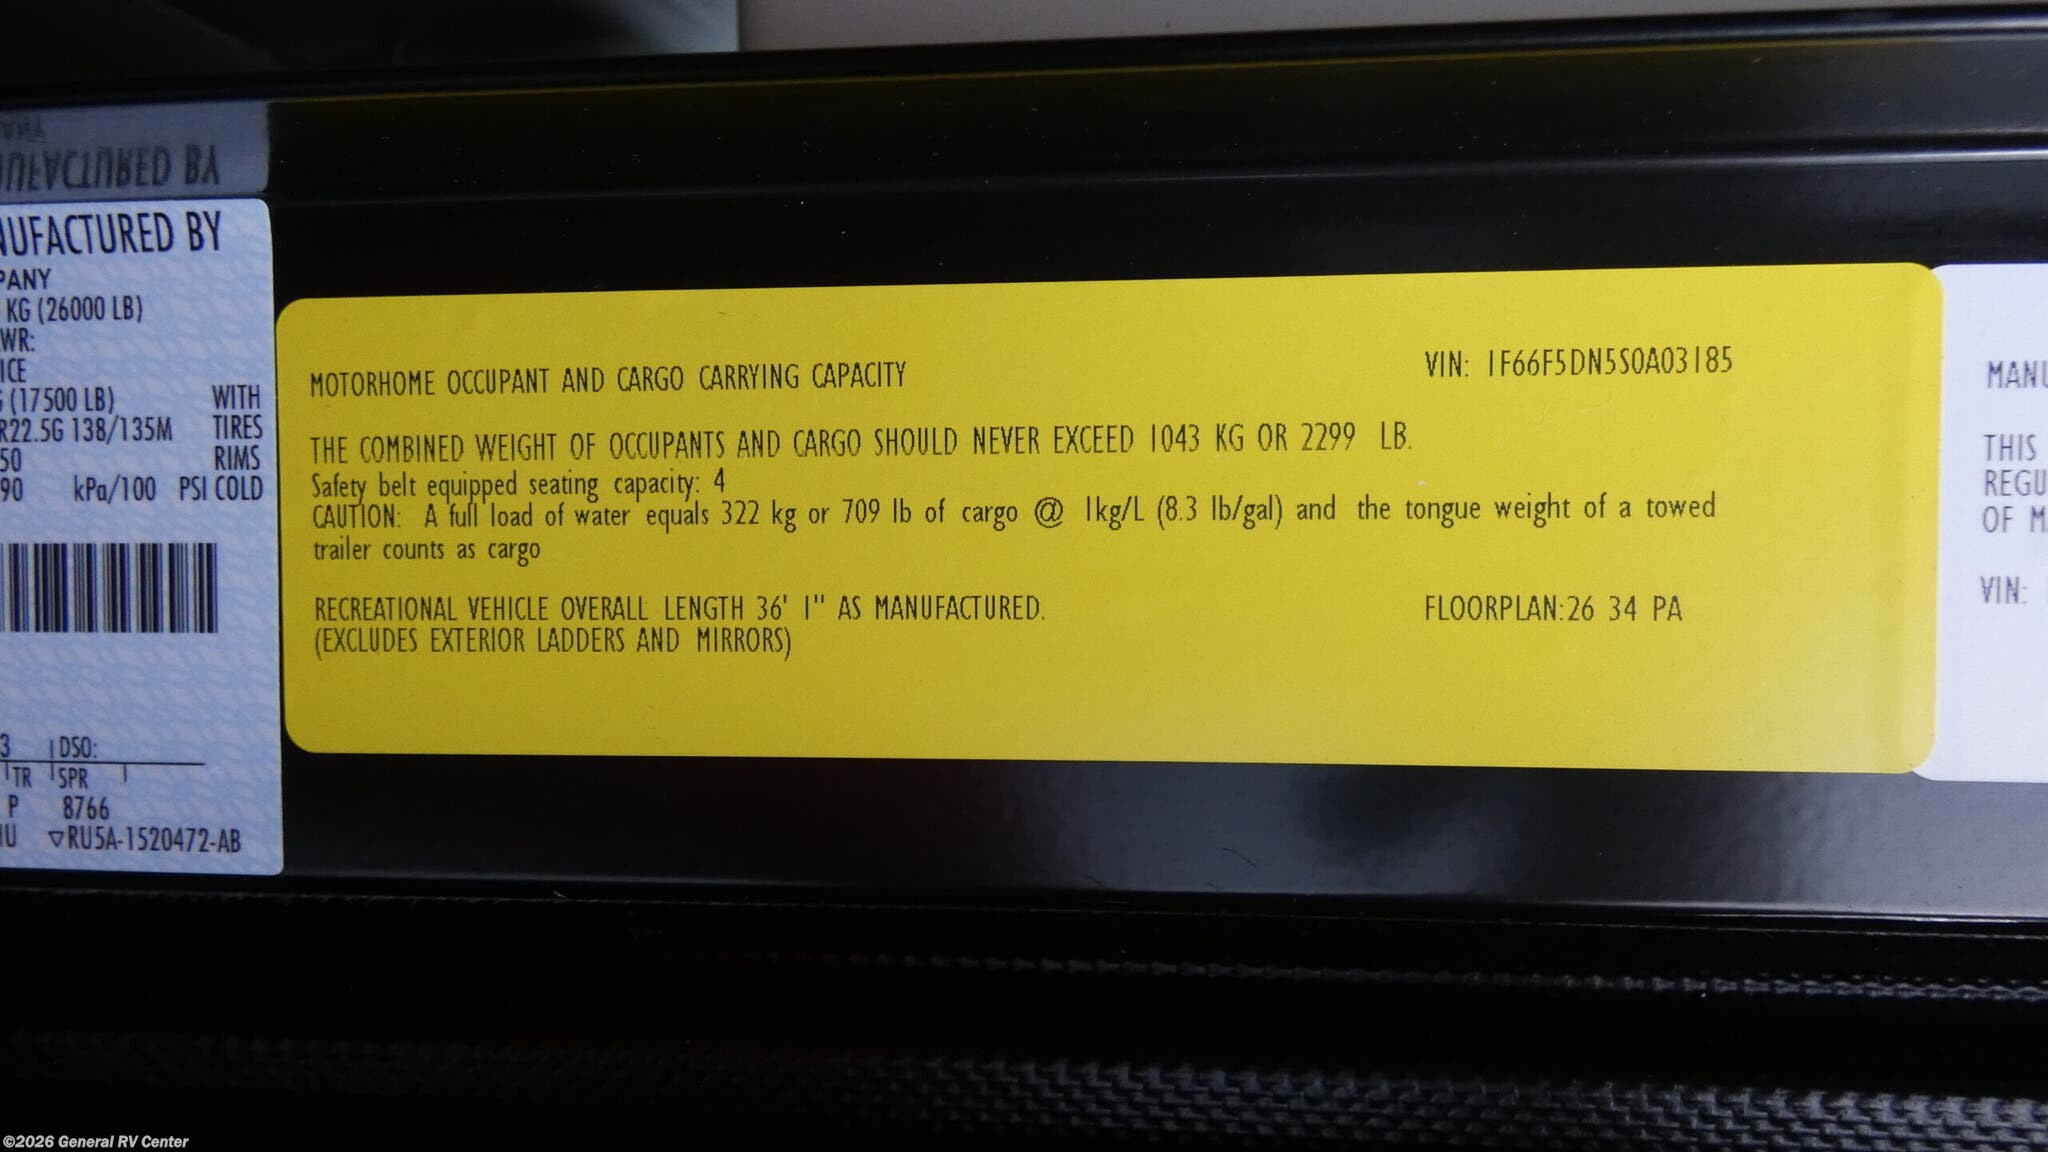 NUFACTURED BY
PANY
KG (26000 LB)
WR:
ICE
(17500 LB) WITH
R22.5G 138/135M TIRES
50 RIMS
90 kPa/100 PSI COLD
3 DSO:
TR SPR
P 8766
RU5A-1520472-AB
MOTORHOME OCCUPANT AND CARGO CARRYING CAPACITY VIN: 1F66F5DN5S0A03185
THE COMBINED WEIGHT OF OCCUPANTS AND CARGO SHOULD NEVER EXCEED 1043 KG OR 2299 LB.
Safety belt equipped seating capacity: 4
CAUTION: A full load of water equals 322 kg or 709 lb of cargo @ 1kg/L (8.3 lb/gal) and the tongue weight of a towed
trailer counts as cargo
RECREATIONAL VEHICLE OVERALL LENGTH 36' 1" AS MANUFACTURED. FLOORPLAN:26 34 PA
(EXCLUDES EXTERIOR LADDERS AND MIRRORS)
MANU
THIS
REGU
OF M
VIN:
©2026 General RV Center